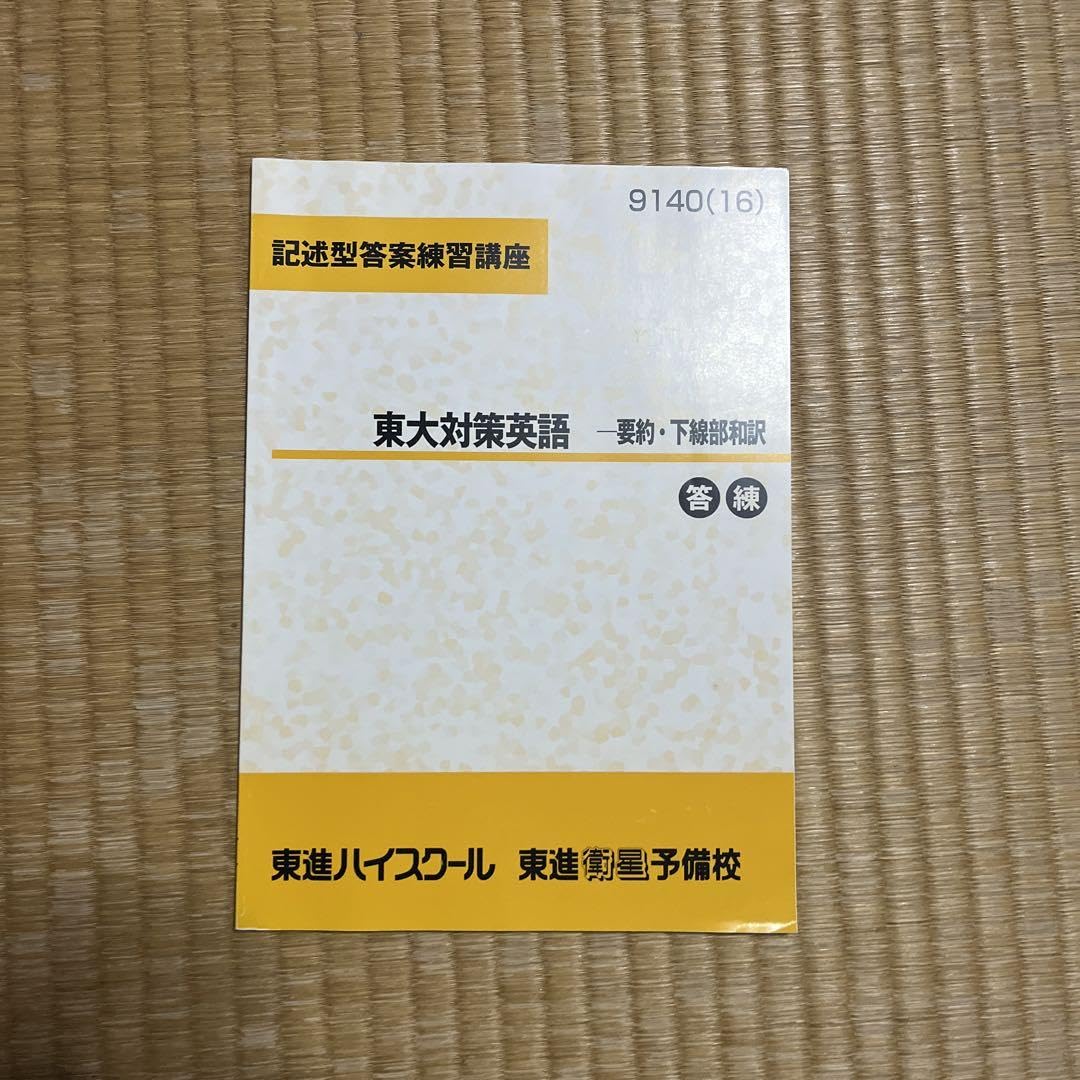 9140(16)
記述型答案練習講座
東大対策英語 ―要約・下線部和訳
答練
東進ハイスクール 東進衛星予備校